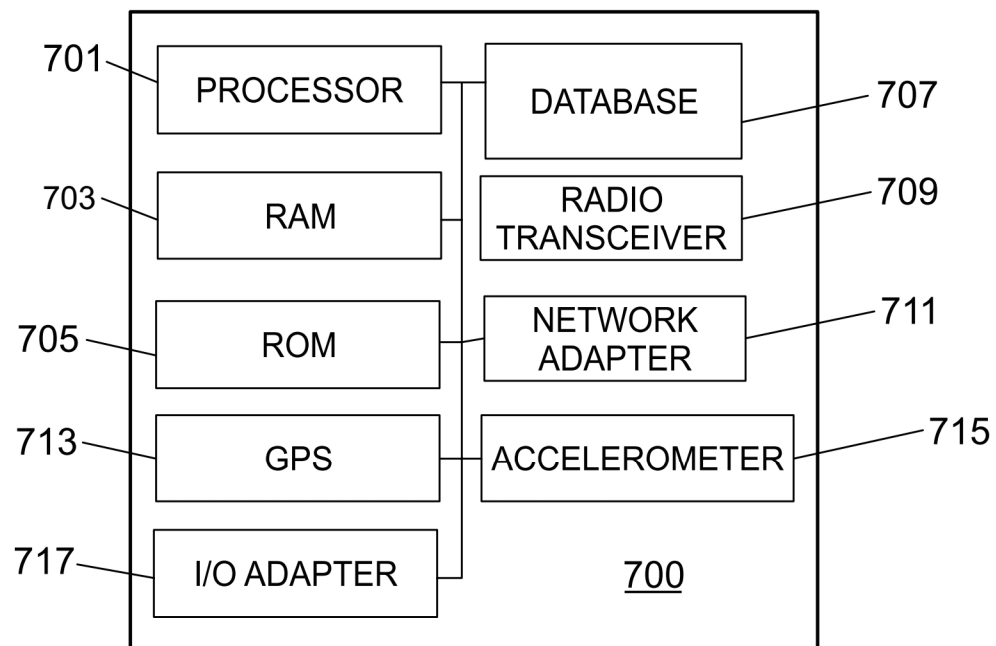 701
PROCESSOR
DATABASE
707
703
RAM
RADIO
TRANSCEIVER
709
705
ROM
NETWORK
ADAPTER
711
713
GPS
ACCELEROMETER
715
717
I/O ADAPTER
700